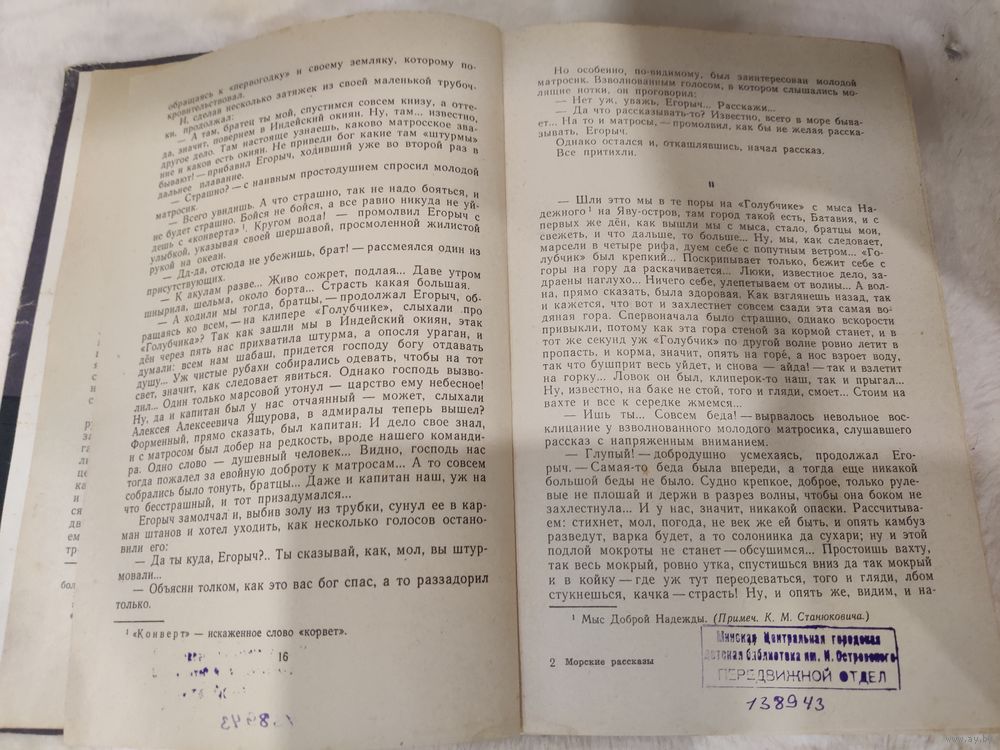 обращаясь к «первогодку» и своему земляку, которому по-
кровительствовал.
И, сделав несколько затяжек из своей маленькой трубоч-
ки, продолжал:
— А там, братец ты мой, спустимся совсем книзу, а отте-
да, значит, повернем в Индейский окиян. Ну, там... известно,
другое дело. Там настояще узнаешь, каково матросское зва-
ние и каков есть окиян. Не приведи бог какие там «штурмы»
бывают! — прибавил Егорыч, ходивший уже во второй раз в
дальнее плавание.
— Страшно? — с наивным простодушием спросил молодой
матросик.
— Всего увидишь. А что страшно, так не надо бояться, и
не будет страшно. Бойся не бойся, а все равно никуда не уй-
дешь с «конверта»¹. Кругом вода! — промолвил Егорыч с
улыбкой, указывая своей шершавой, просмоленной жилистой
рукой на океан.
— Дд-да, отсюда не убежишь, брат! — рассмеялся один из
присутствующих.
— К акулам разве... Живо сожрет, подлая... Даве утром
шнырила, шельма, около борта... Страсть какая большая.
— А ходили мы тогда, братцы, — продолжал Егорыч, об-
ращаясь ко всем, — на клипере «Голубчике», слыхали про
«Голубчика»? Так как зашли мы в Индейский окиян, этак
дён через пять нас прихватила штурма, а опосля ураган, и
думали: всем нам шабаш, придется господу богу отдавать
душу... Уж чистые рубахи собирались одевать, чтобы на тот
свет, значит, как следовает явиться. Однако господь вызво-
лил... Один только марсовой утонул — царство ему небесное!
Ну, да и капитан был у нас отчаянный — может, слыхали
Алексея Алексеевича Ящурова, в адмиралы теперь вышел?
Форменный, прямо сказать, был капитан. И дело свое знал,
и с матросом был добер на редкость, вроде нашего команди-
ра. Одно слово — душевный человек... Видно, господь нас
тогда пожалел за евойную доброту к матросам... А то совсем
собрались было тонуть, братцы... Даже и капитан наш, уж на
что бесстрашный, и тот призадумался...
Егорыч замолчал и, выбив золу из трубки, сунул ее в кар-
ман штанов и хотел уходить, как несколько голосов остано-
вили его:
— Да ты куда, Егорыч?.. Ты сказывай, как, мол, вы штур-
мовали...
— Объясни толком, как это вас бог спас, а то раззадорил
только.
¹ «Конверт» — искаженное слово «корвет».
16
138943
Но особенно, по-видимому, был заинтересован молодой
матросик. Взволнованным голосом, в котором слышались мо-
лящие нотки, он проговорил:
— Нет уж, уважь, Егорыч... Расскажи...
— Да что рассказывать-то? Известно, всего в море быва-
ет... На то и матросы, — промолвил, как бы не желая расска-
зывать, Егорыч.
Однако остался и, откашлявшись, начал рассказ.
Все притихли.
II
— Шли этто мы в те поры на «Голубчике» с мыса На-
дежного¹ на Яву-остров, там город такой есть, Батавия, и с
первых же дён, как вышли мы с мыса, стало, братцы мои,
свежеть, и что дальше, то больше... Ну, мы, как следовает,
марсели в четыре рифа, дуем себе с попутным ветром... «Го-
лубчик» был крепкий... Поскрипывает только, бежит себе с
горы на гору да раскачивается... Люки, известное дело, за-
драены наглухо... Ничего себе, улепетываем от волны... А вол-
на, прямо сказать, была здоровая. Как взглянешь назад, так
и кажется, что вот и захлестнет совсем сзади эта самая во-
дяная гора. Спервоначала было страшно, однако вскорости
привыкли, потому как эта гора стеной за кормой станет, и в
тот же секунд уж «Голубчик» по другой волне ровно летит в
пропасть, и корма, значит, опять на горе́, а нос взроет воду,
так что бушприт весь уйдет, и снова — айда! — так и взлетит
на горку... Ловок он был, клиперок-то наш, так и прыгал...
Ну, известно, на баке не стой, того и гляди, смоет... Стоим на
вахте и все к середке жмемся...
— Ишь ты... Совсем беда! — вырвалось невольное вос-
клицание у взволнованного молодого матросика, слушавшего
рассказ с напряженным вниманием.
— Глупый! — добродушно усмехаясь, продолжал Его-
рыч. — Самая-то беда была впереди, а тогда еще никакой
большой беды не было. Судно крепкое, доброе, только руле-
вые не плошай и держи в разрез волны, чтобы она боком не
захлестнула... И у нас, значит, никакой опаски. Рассчитыва-
ем: стихнет, мол, погода, не век же ей быть, и опять камбуз
разведут, варка будет, а то солонинка да сухари; ну и этой
подлой мокроты не станет — обсушимся... Простоишь вахту,
так весь мокрый, ровно утка, спустишься вниз да так мокрый
и в койку — где уж тут переодеваться, того и гляди, лбом
стукнешься, качка — страсть! Ну, и опять же, видим, и на-
¹ Мыс Доброй Надежды. (Примеч. К. М. Станюковича.)
2 Морские рассказы
Минская Центральная городская
детская библиотека им. Н. Островского
ПЕРЕДВИЖНОЙ ОТДЕЛ
138943
www.ay.by